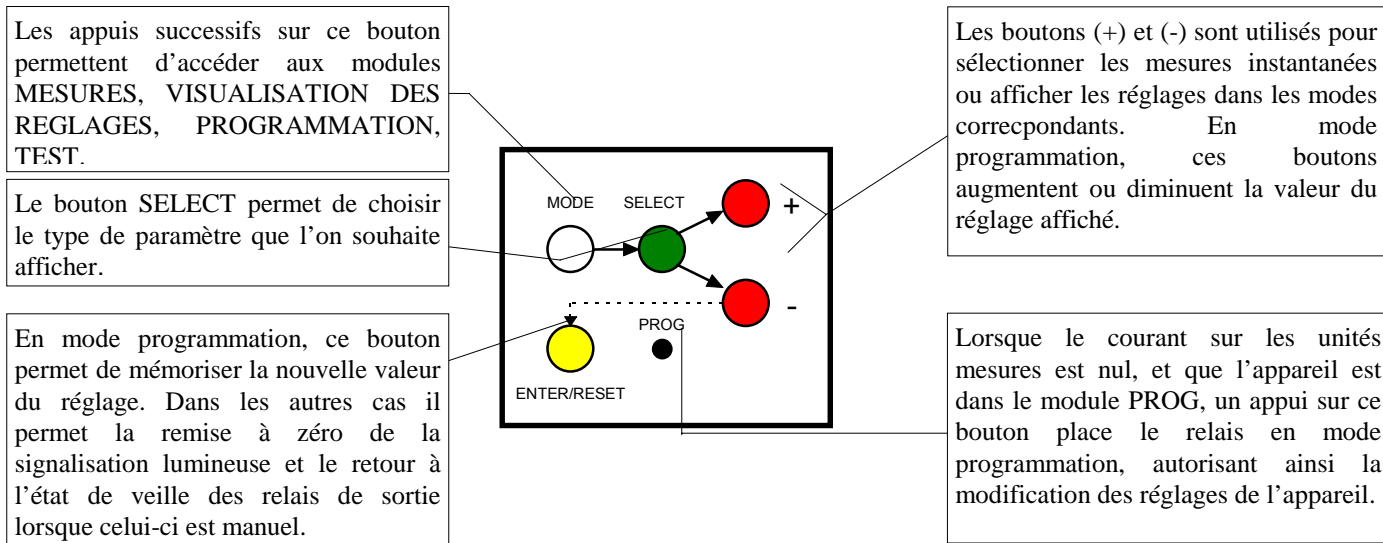 Les appuis successifs sur ce bouton
permettent d'accéder aux modules
MESURES, VISUALISATION DES
REGLAGES, PROGRAMMATION,
TEST.
Le bouton SELECT permet de choisir
le type de paramètre que l'on souhaite
afficher.
En mode programmation, ce bouton
permet de mémoriser la nouvelle valeur
du réglage. Dans les autres cas il
permet la remise à zéro de la
signalisation lumineuse et le retour à
l'état de veille des relais de sortie
lorsque celui-ci est manuel.
MODE SELECT
+
-
PROG
ENTER/RESET
Les boutons (+) et (-) sont utilisés pour
sélectionner les mesures instantanées
ou afficher les réglages dans les modes
correcpondants. En mode
programmation, ces boutons
augmentent ou diminuent la valeur du
réglage affiché.
Lorsque le courant sur les unités
mesures est nul, et que l'appareil est
dans le module PROG, un appui sur ce
bouton place le relais en mode
programmation, autorisant ainsi la
modification des réglages de l'appareil.